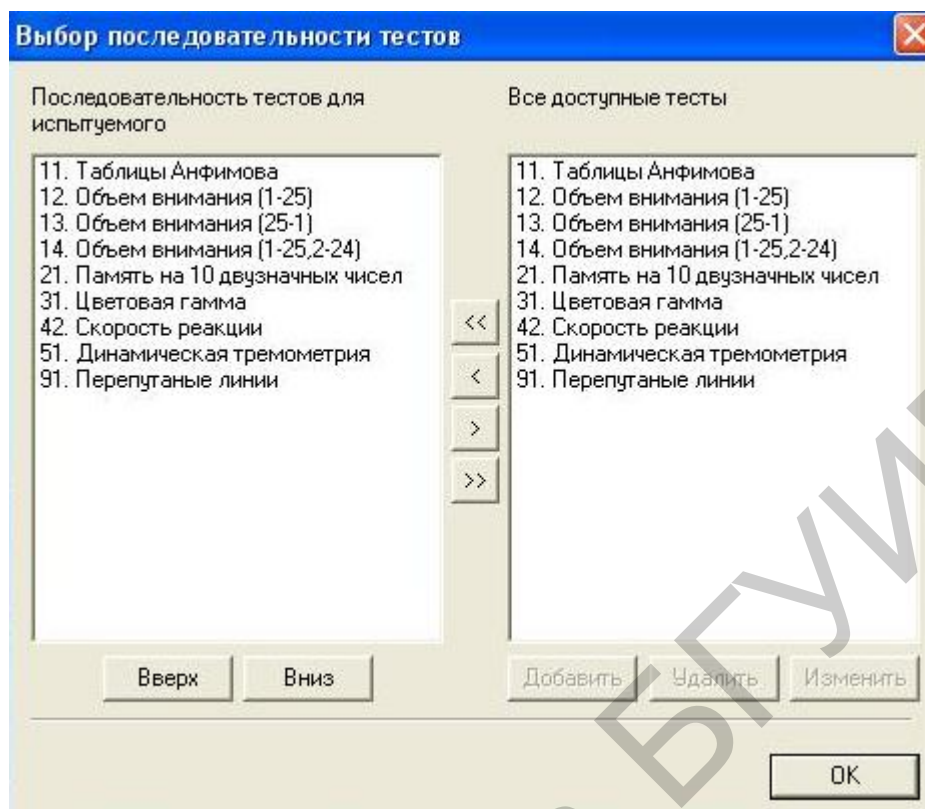 Выбор последовательности тестов
Последовательность тестов для
испытуемого
11. Таблицы Анфимова
12. Объем внимания (1-25)
13. Объем внимания (25-1)
14. Объем внимания (1-25,2-24)
21. Память на 10 двузначных чисел
31. Цветовая гамма
42. Скорость реакции
51. Динамическая тремометрия
91. Перепутаные линии
Вверх
Вниз
<<
<
>
>>
Все доступные тесты
11. Таблицы Анфимова
12. Объем внимания (1-25)
13. Объем внимания (25-1)
14. Объем внимания (1-25,2-24)
21. Память на 10 двузначных чисел
31. Цветовая гамма
42. Скорость реакции
51. Динамическая тремометрия
91. Перепутаные линии
Добавить
Удалить
Изменить
OK